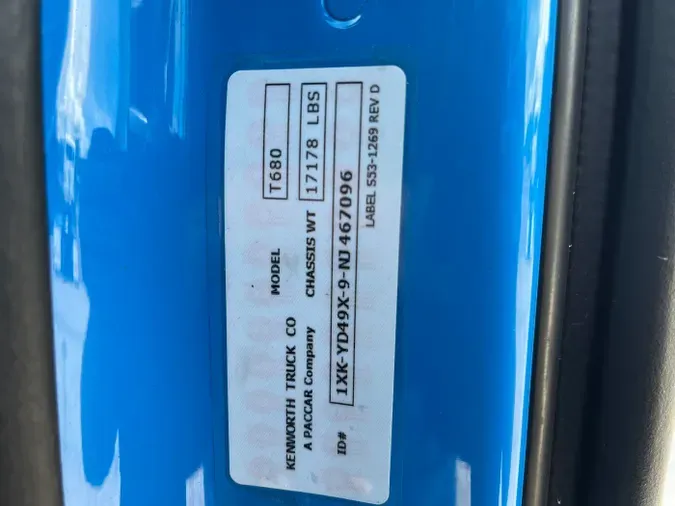 KENWORTH TRUCK CO MODEL T680
A PACCAR Company CHASSIS WT 17178 LBS
ID# 1XK-YD49X-9-NJ467096
LABEL S53-1269 REV D